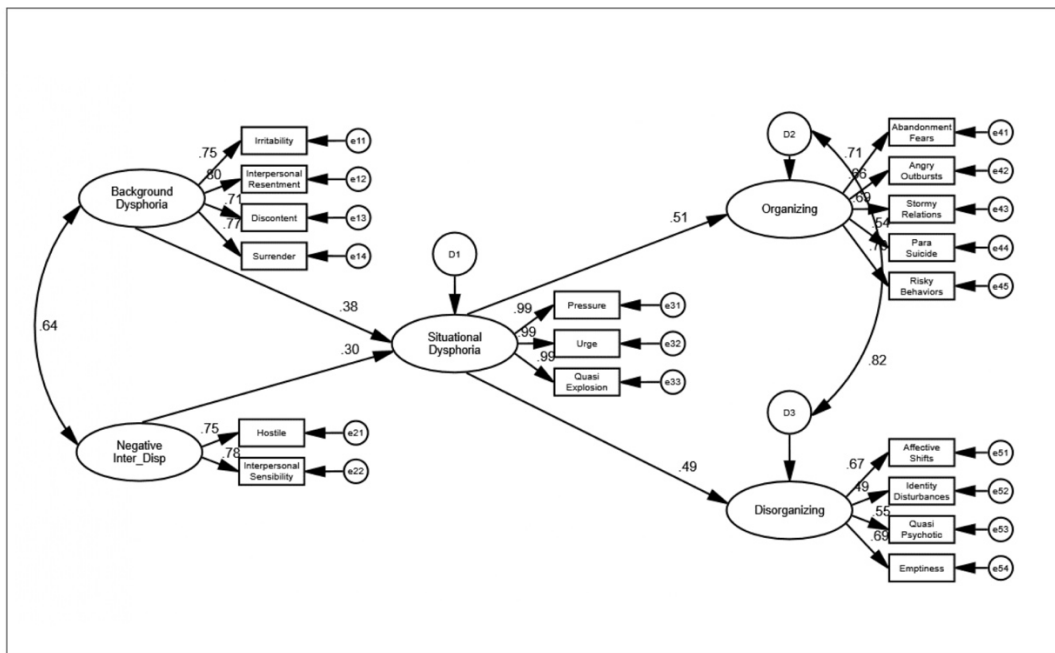 Background
Dysphoria
.75
.80
.71
.77
Irritability
e11
Interpersonal
Resentment
e12
Discontent
e13
Surrender
e14
.64
.38
.30
Negative
Inter_Disp
.75
.78
Hostile
e21
Interpersonal
Sensibility
e22
D1
Situational
Dysphoria
.99
.99
.99
Pressure
e31
Urge
e32
Quasi
Explosion
e33
.51
.49
D2
Organizing
.71
.69
.54
Abandonment
Fears
e41
Angry
Outbursts
e42
Stormy
Relations
e43
Para
Suicide
e44
Risky
Behaviors
e45
.82
D3
Disorganizing
.67
.49
.55
.69
Affective
Shifts
e51
Identity
Disturbances
e52
Quasi
Psychotic
e53
Emptiness
e54